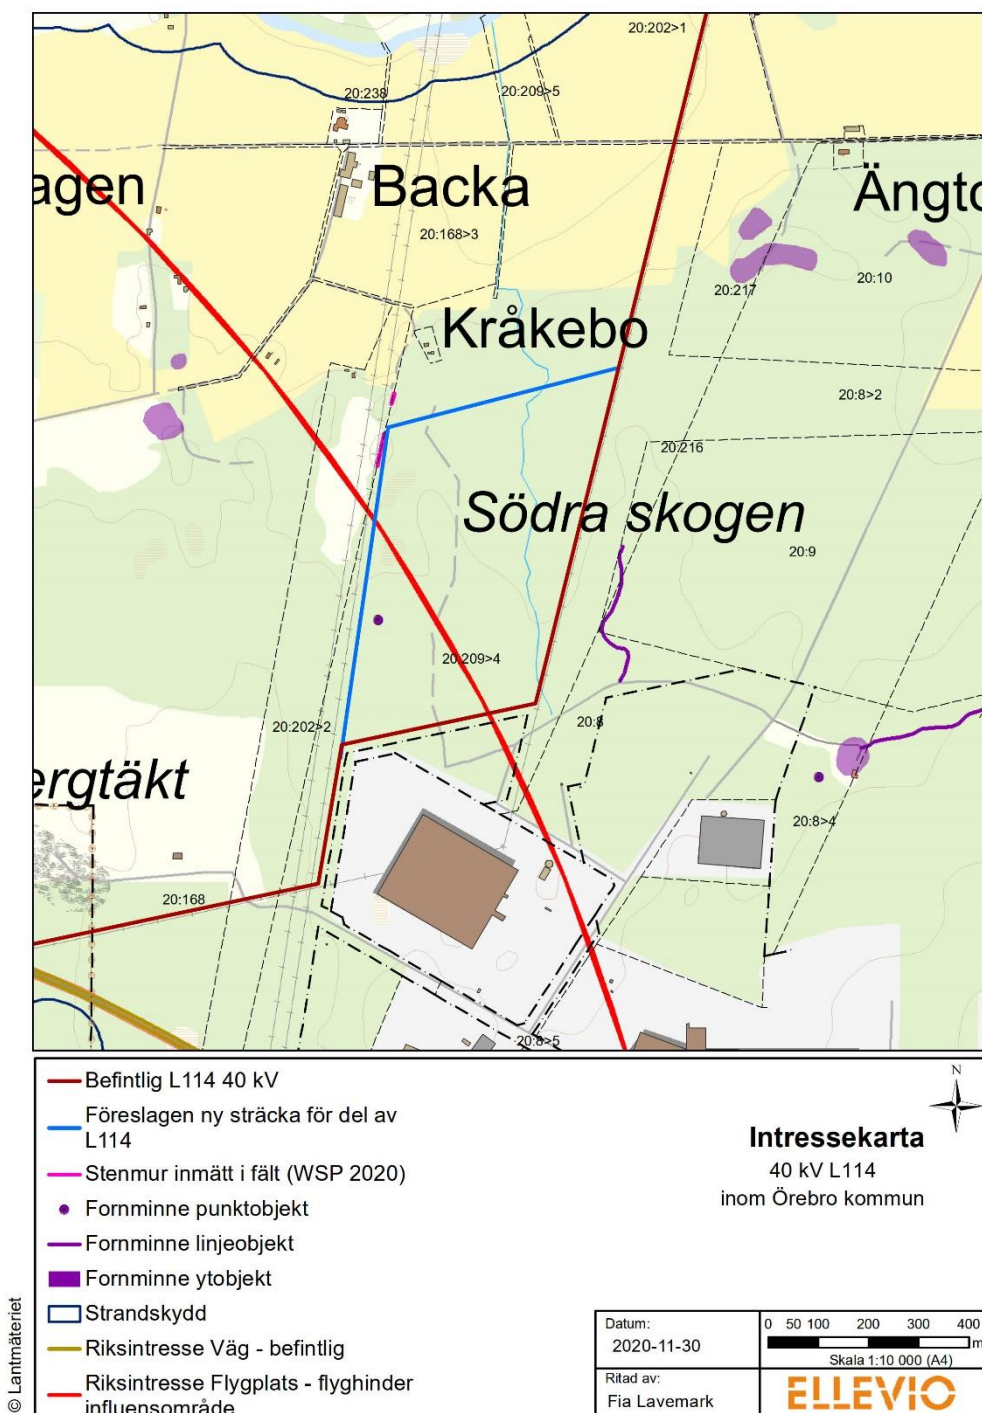 20:202>1
20:238
20:209>5
agen
Backa
Ängto
20:168>3
20:217
20:10
Kråkebo
20:8>2
20:216
Södra skogen
20:9
20:209>4
20:202>2
20:8
ergtäkt
20:8>4
20:168
20:8>5
Befintlig L114 40 kV
Föreslagen ny sträcka för del av
L114
Stenmur inmätt i fält (WSP 2020)
Fornminne punktobjekt
Fornminne linjeobjekt
Fornminne ytobjekt
Strandskydd
Riksintresse Väg - befintlig
Riksintresse Flygplats - flyghinder
influensområde
© Lantmäteriet
N
Intressekarta
40 kV L114
inom Örebro kommun
Datum:
2020-11-30
0 50 100 200 300 400
m
Skala 1:10 000 (A4)
Ritad av:
Fia Lavemark
ELLEVIO